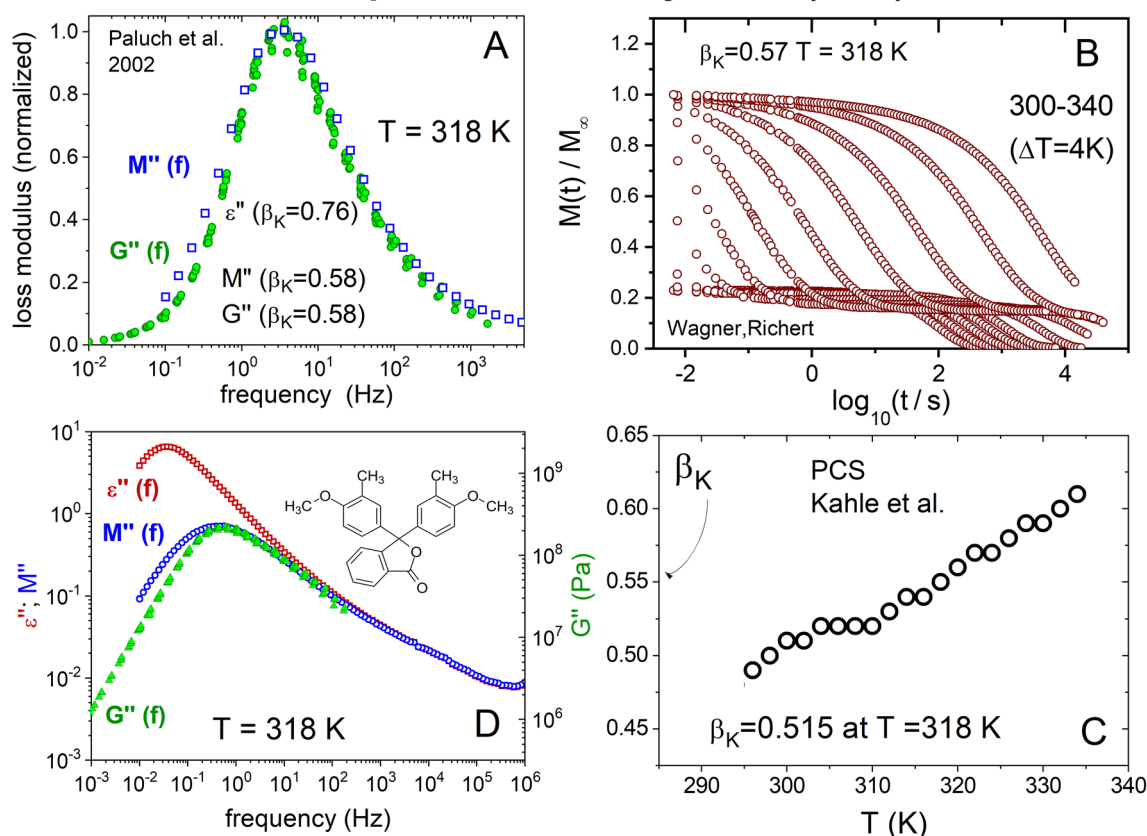 Paluch et al.
2002
A
T = 318 K
M'' (f)
ε'' (βK=0.76)
G'' (f)
M'' (βK=0.58)
G'' (βK=0.58)
loss modulus (normalized)
0.0
0.2
0.4
0.6
0.8
1.0
10-2
10-1
100
101
102
103
frequency (Hz)
βK=0.57 T = 318 K
B
300-340
(ΔT=4K)
Wagner,Richert
M(t) / M∞
0.0
0.2
0.4
0.6
0.8
1.0
1.2
-2
-1
0
1
2
3
4
5
log10(t / s)
ε'' (f)
M'' (f)
G'' (f)
T = 318 K
D
CH3
CH3
H3C
O
O
CH3
O
O
ε''; M''
10-3
10-2
10-1
100
101
G'' (Pa)
106
107
108
109
10-3
10-2
10-1
100
101
102
103
104
105
106
frequency (Hz)
βK
PCS
Kahle et al.
βK=0.515 at T =318 K
C
0.45
0.50
0.55
0.60
0.65
290
300
310
320
330
340
T (K)